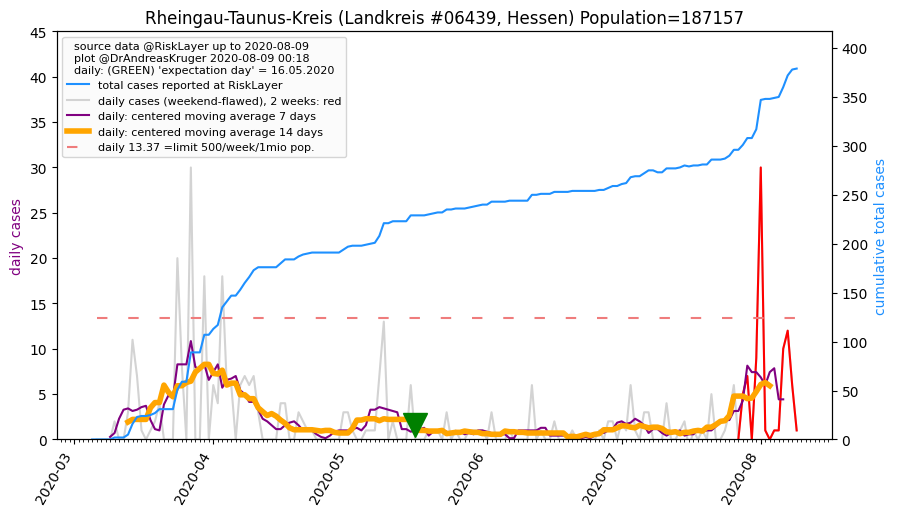 Rheingau-Taunus-Kreis (Landkreis #06439, Hessen) Population=187157
source data @RiskLayer up to 2020-08-09
plot @DrAndreasKruger 2020-08-09 00:18
daily: (GREEN) 'expectation day' = 16.05.2020
total cases reported at RiskLayer
daily cases (weekend-flawed), 2 weeks: red
daily: centered moving average 7 days
daily: centered moving average 14 days
daily 13.37 =limit 500/week/1mio pop.
daily cases
45
40
35
30
25
20
15
10
5
0
cumulative total cases
400
350
300
250
200
150
100
50
0
2020-03
2020-04
2020-05
2020-06
2020-07
2020-08